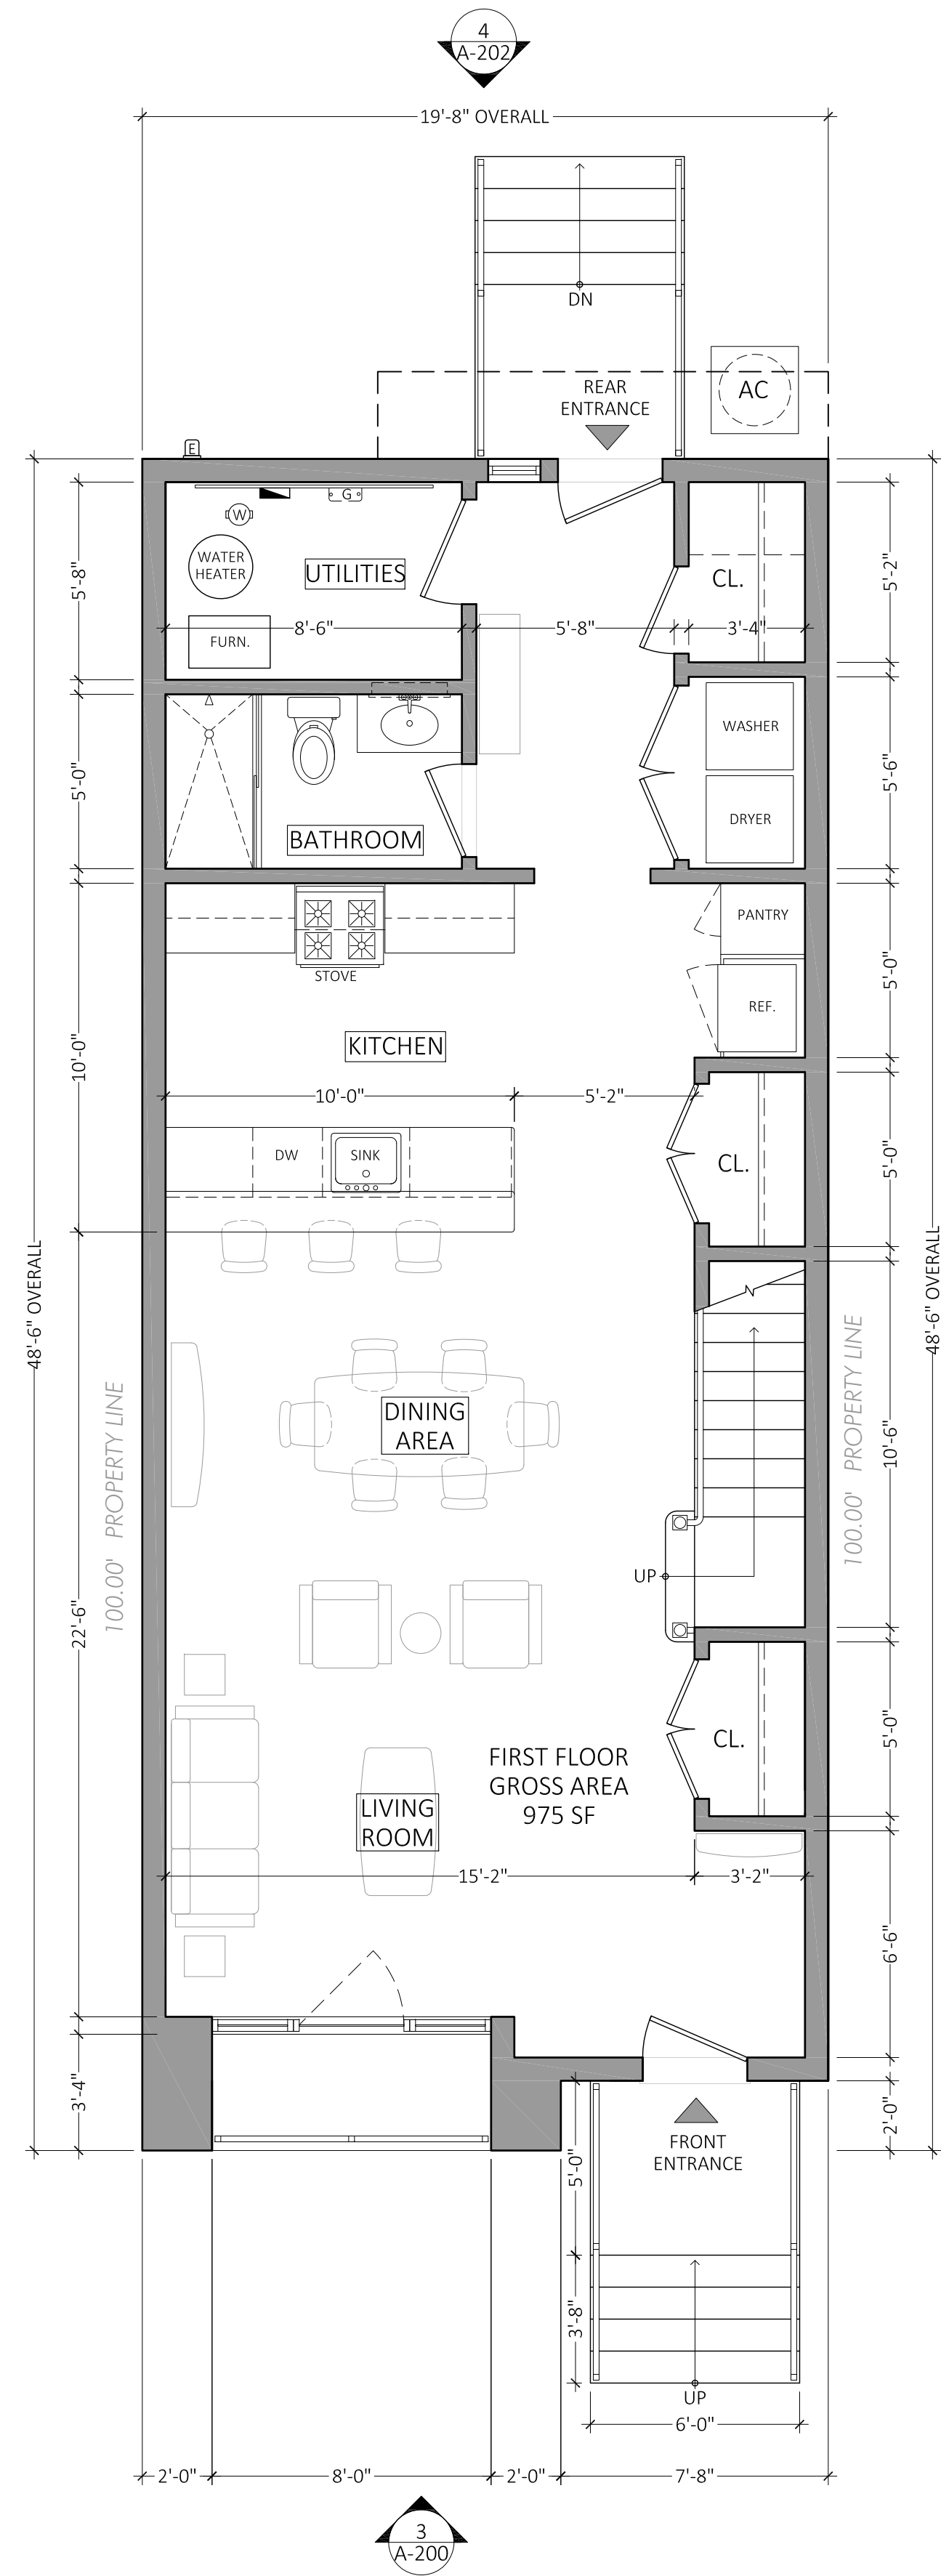 4
A-202
19'-8" OVERALL
DN
REAR
ENTRANCE
AC
E
G
W
WATER
HEATER
UTILITIES
CL.
FURN.
8'-6"
5'-8"
3'-4"
5'-8"
5'-2"
WASHER
DRYER
BATHROOM
5'-0"
5'-6"
STOVE
PANTRY
REF.
KITCHEN
10'-0"
5'-0"
10'-0"
5'-2"
DW
SINK
CL.
5'-0"
48'-6" OVERALL
48'-6" OVERALL
100.00' PROPERTY LINE
100.00' PROPERTY LINE
DINING
AREA
10'-6"
UP
22'-6"
FIRST FLOOR
GROSS AREA
975 SF
CL.
5'-0"
LIVING
ROOM
15'-2"
3'-2"
6'-6"
3'-4"
2'-0"
FRONT
ENTRANCE
5'-0"
3'-8"
UP
6'-0"
2'-0"
8'-0"
2'-0"
7'-8"
3
A-200